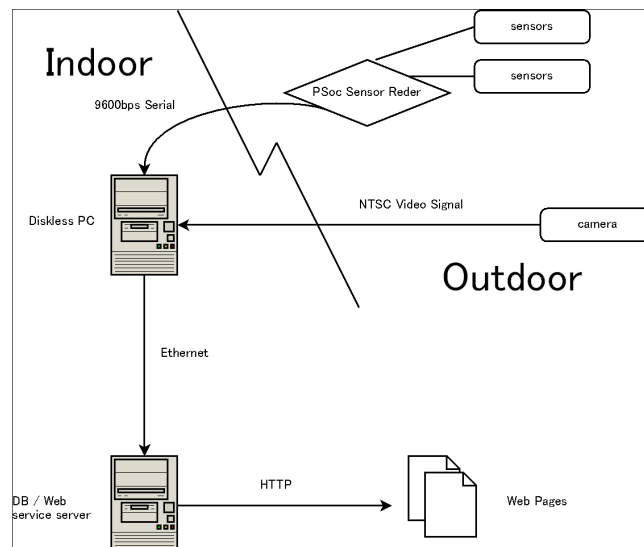 sensors
Indoor
sensors
PSoc Sensor Reder
9600bps Serial
NTSC Video Signal
Diskless PC
camera
Outdoor
Ethernet
HTTP
DB / Web
service server
Web Pages